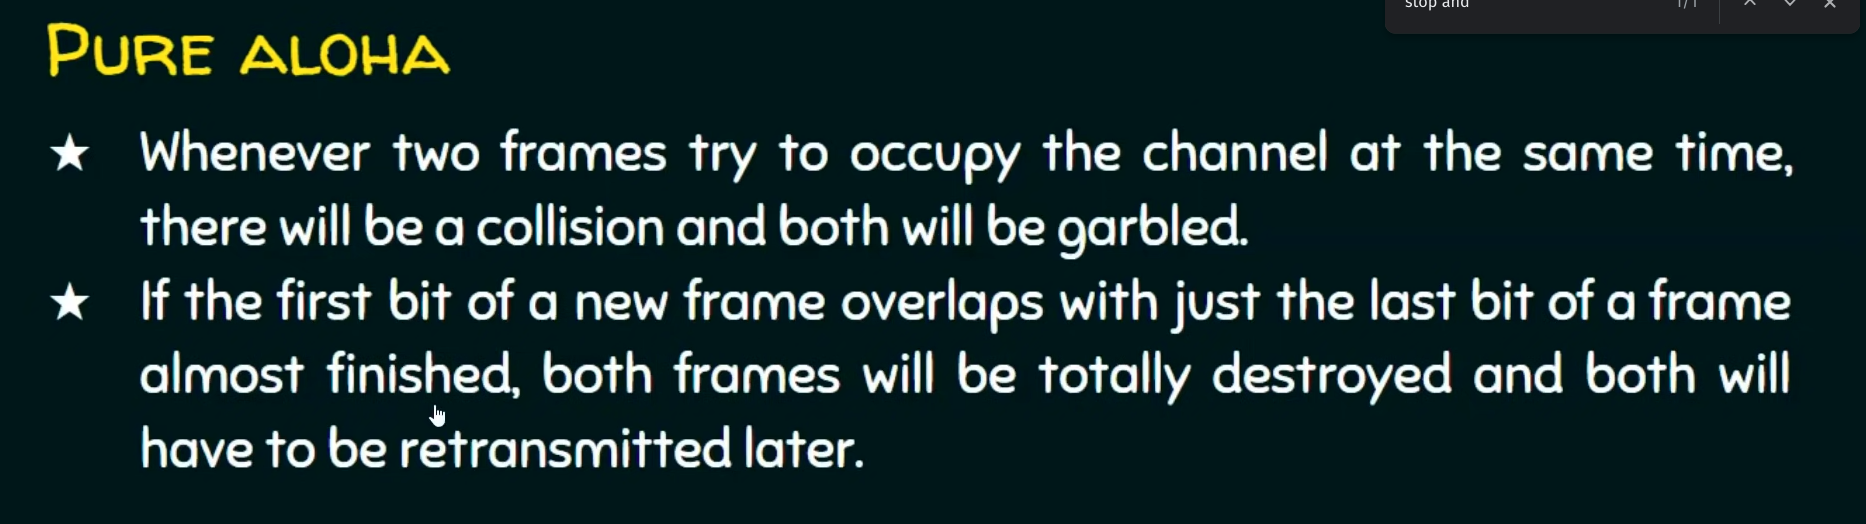 stop and
1/1
PURE ALOHA
★ Whenever two frames try to occupy the channel at the same time,
there will be a collision and both will be garbled.
★ If the first bit of a new frame overlaps with just the last bit of a frame
almost finished, both frames will be totally destroyed and both will
have to be retransmitted later.